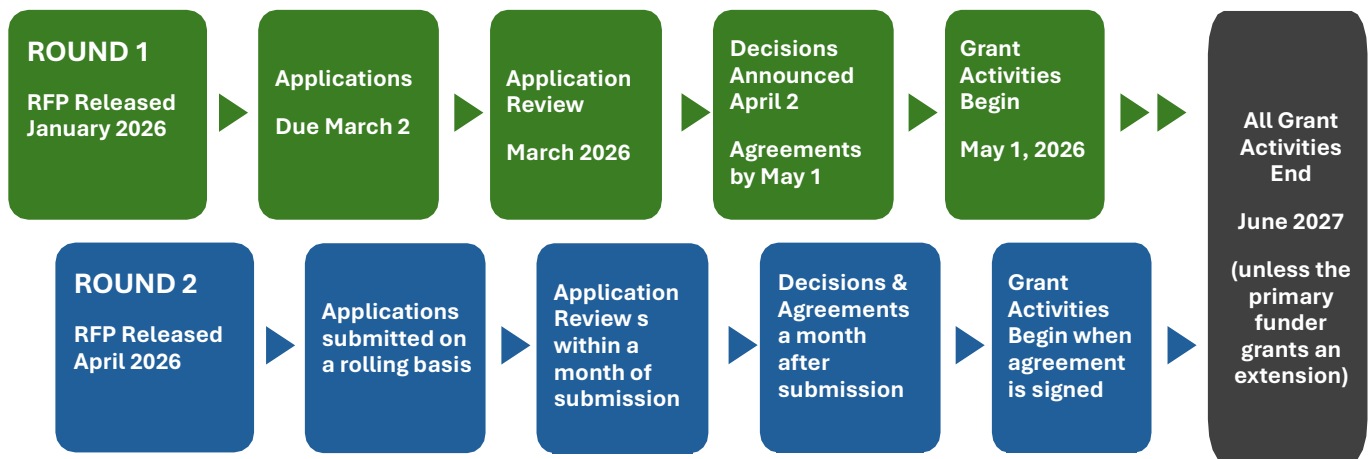 ROUND 1
RFP Released
January 2026
Applications
Due March 2
Application
Review
March 2026
Decisions
Announced
April 2
Agreements
by May 1
Grant
Activities
Begin
May 1, 2026
ROUND 2
RFP Released
April 2026
Applications
submitted on
a rolling basis
Application
Review s
within a
month of
submission
Decisions &
Agreements
a month
after
submission
Grant
Activities
Begin when
agreement
is signed
All Grant
Activities
End
June 2027
(unless the
primary
funder
grants an
extension)